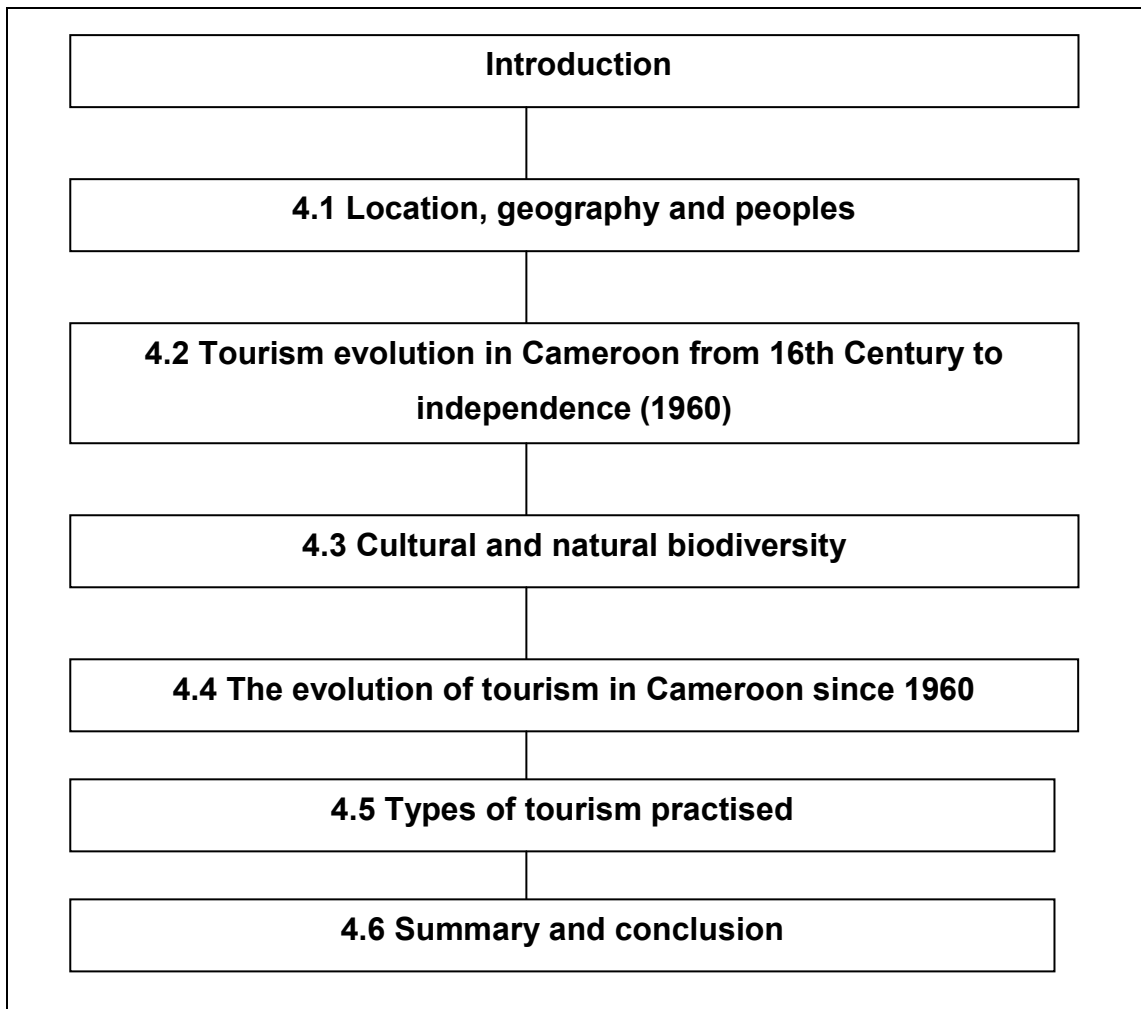 Introduction
4.1 Location, geography and peoples
4.2 Tourism evolution in Cameroon from 16th Century to
independence (1960)
4.3 Cultural and natural biodiversity
4.4 The evolution of tourism in Cameroon since 1960
4.5 Types of tourism practised
4.6 Summary and conclusion